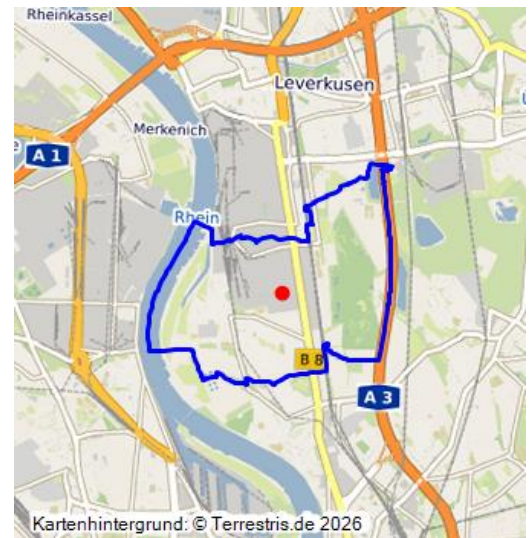 Rheinkassel
Leverkusen
Merkenich
A 1
Rhein
B 8
A 3
Kartenhintergrund: © Terrestris.de 2026